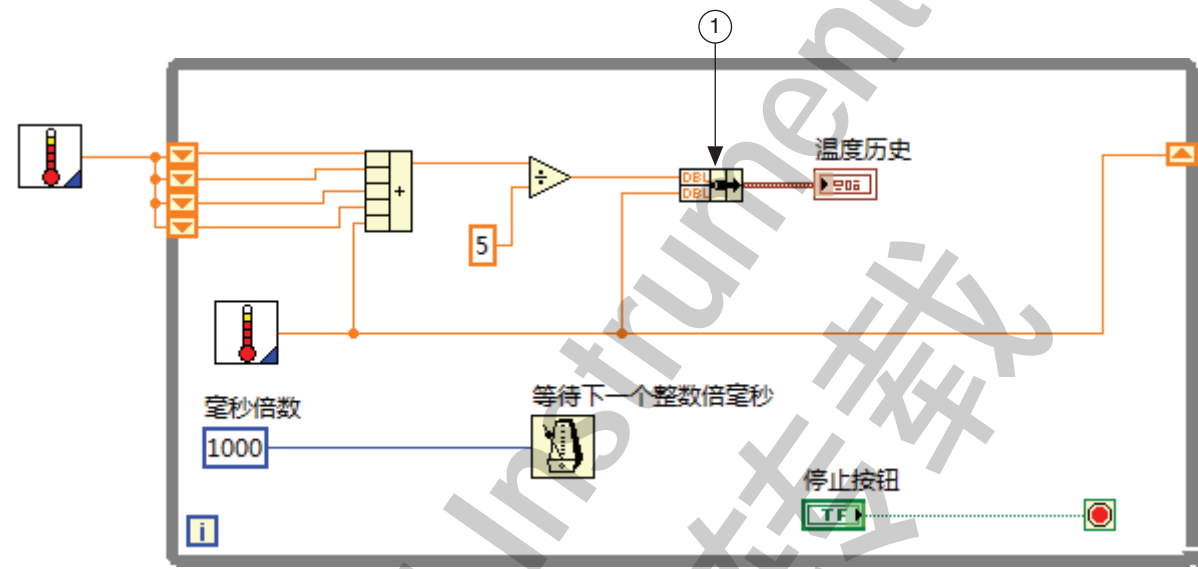 1
温度历史
DBL
DBL
÷
+
5
毫秒倍数
1000
等待下一个整数倍毫秒
停止按钮
TF
i
Instrument
转载